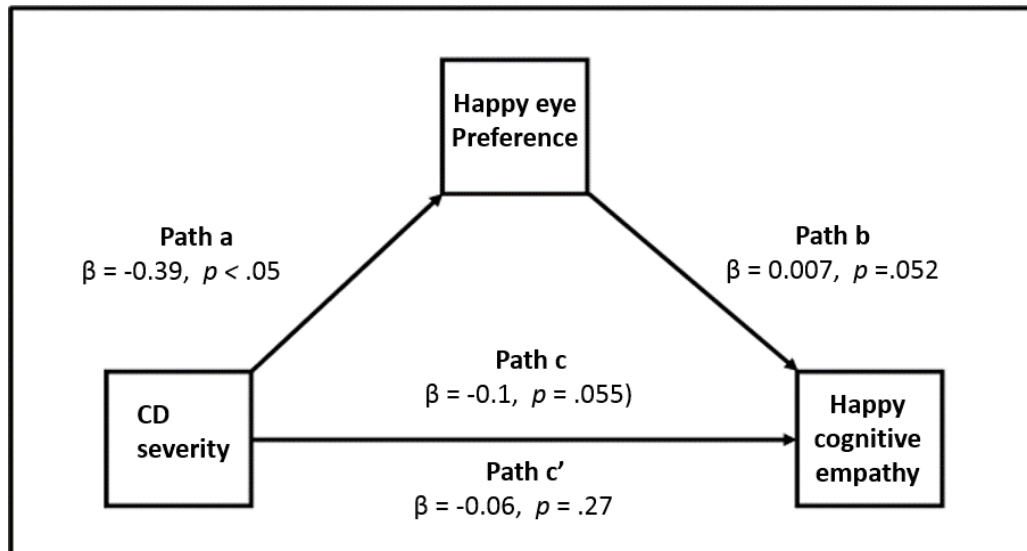 Happy eye
Preference
Path a
β = -0.39, p < .05
Path b
β = 0.007, p =.052
Path c
β = -0.1, p = .055)
CD
severity
Happy
cognitive
empathy
Path c’
β = -0.06, p = .27